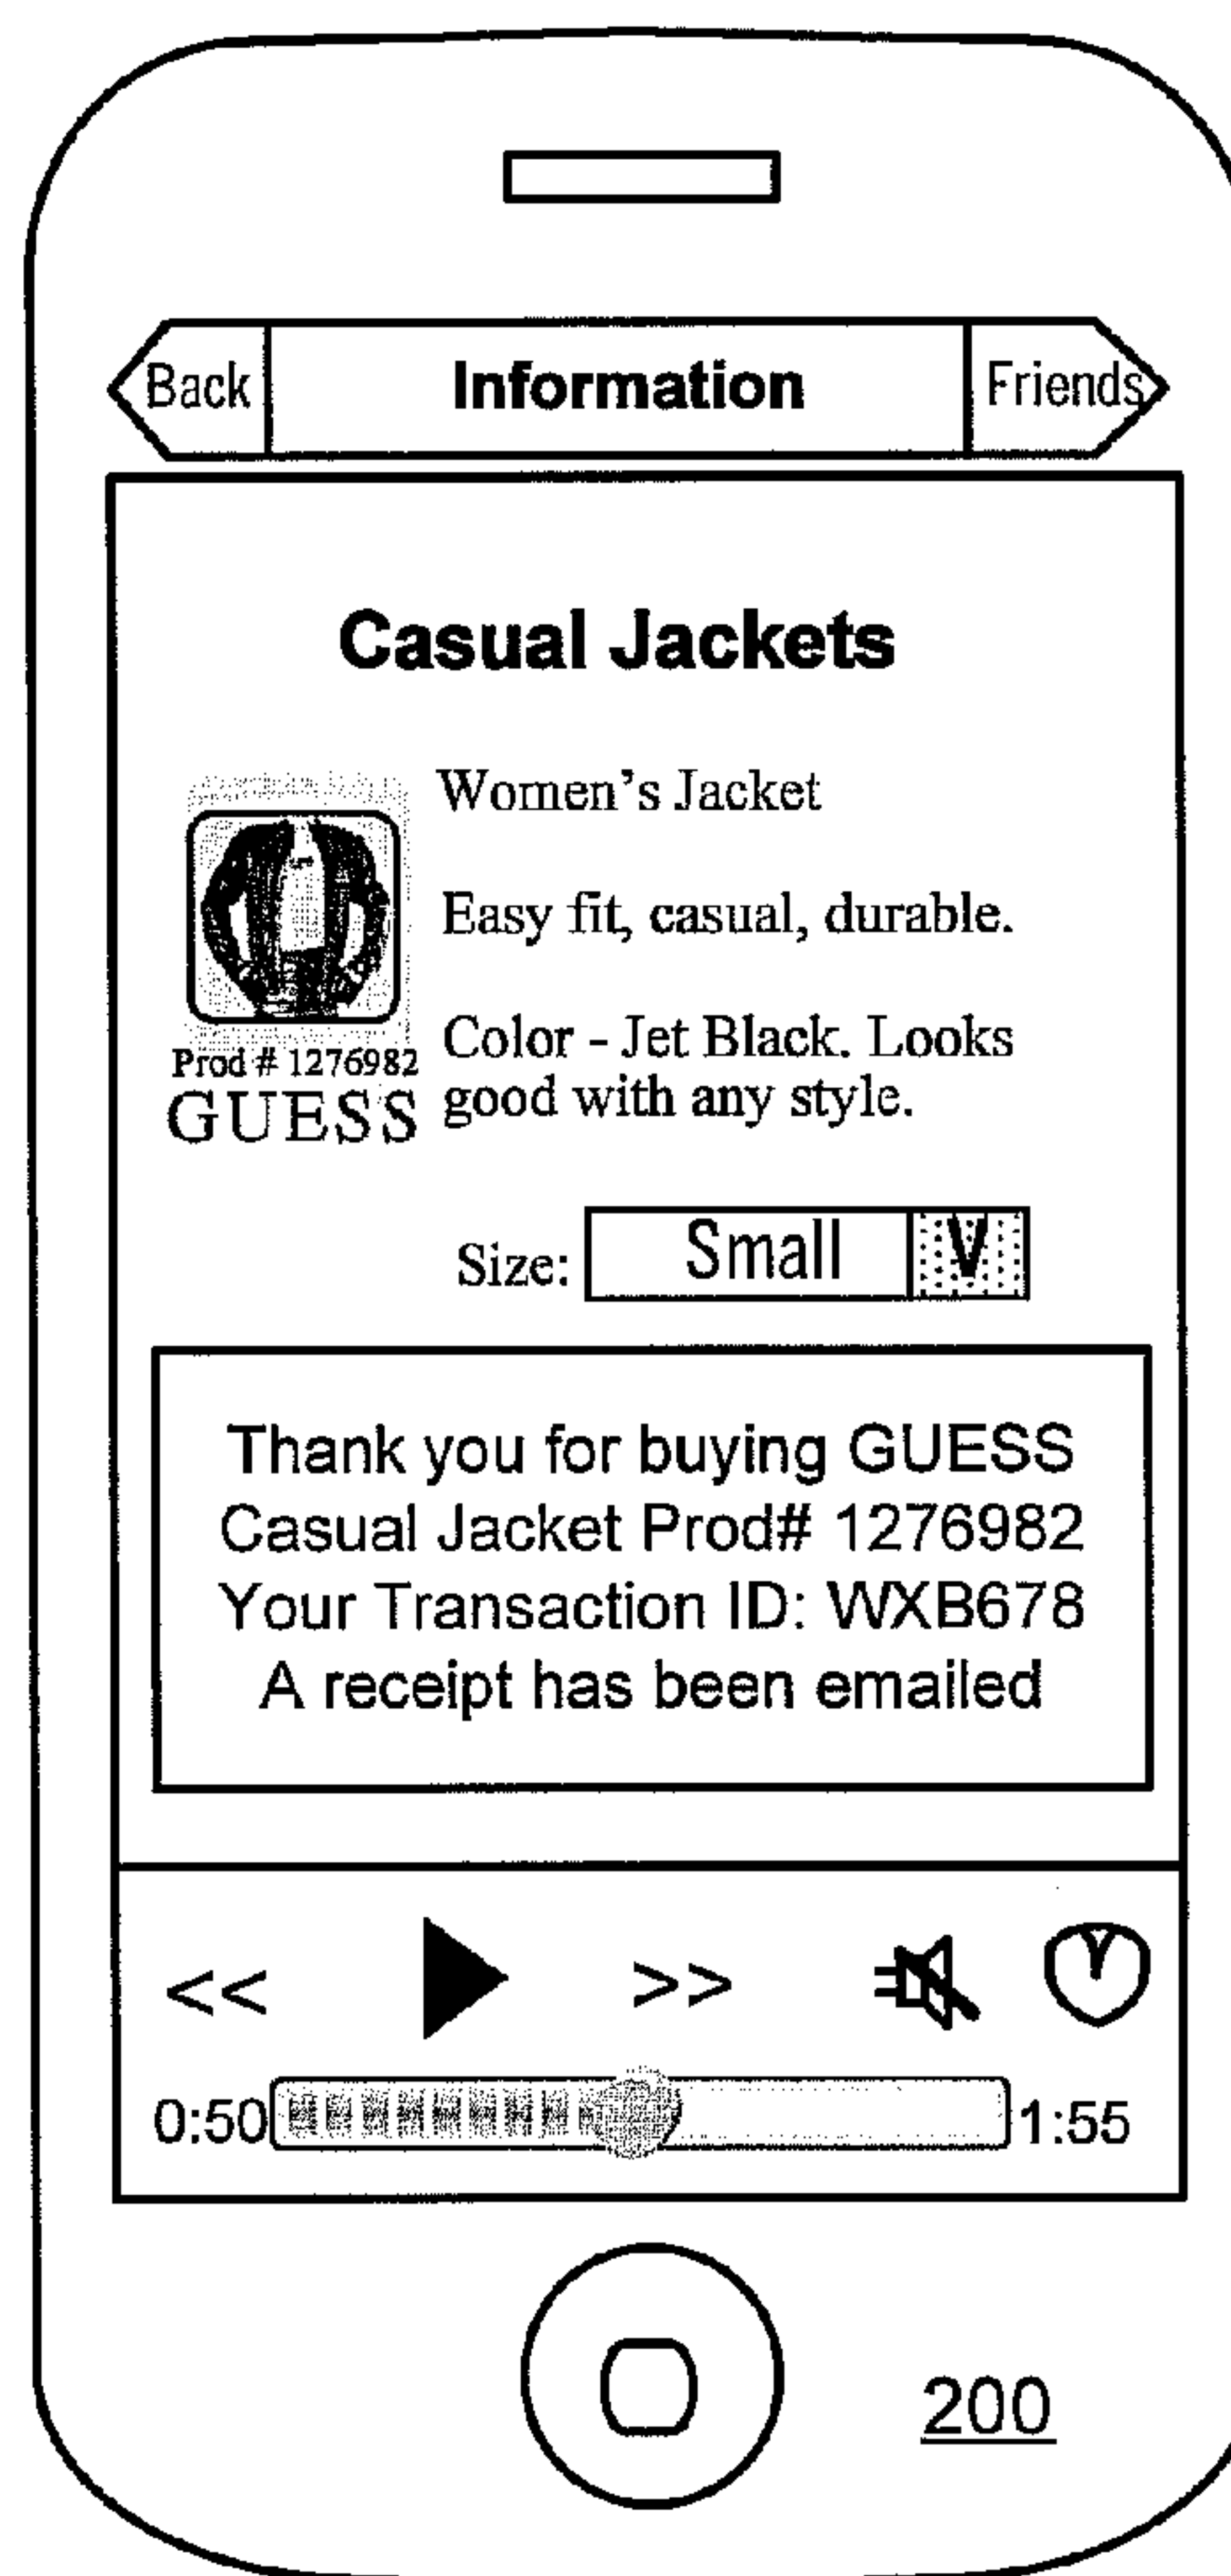 Back Information Friends
Casual Jackets
Women's Jacket
Easy fit, casual, durable.
Color - Jet Black. Looks
good with any style.
Prod # 1276982
GUESS
Size: Small V
Thank you for buying GUESS
Casual Jacket Prod# 1276982
Your Transaction ID: WXB678
A receipt has been emailed
<< >>
0:50 1:55
200